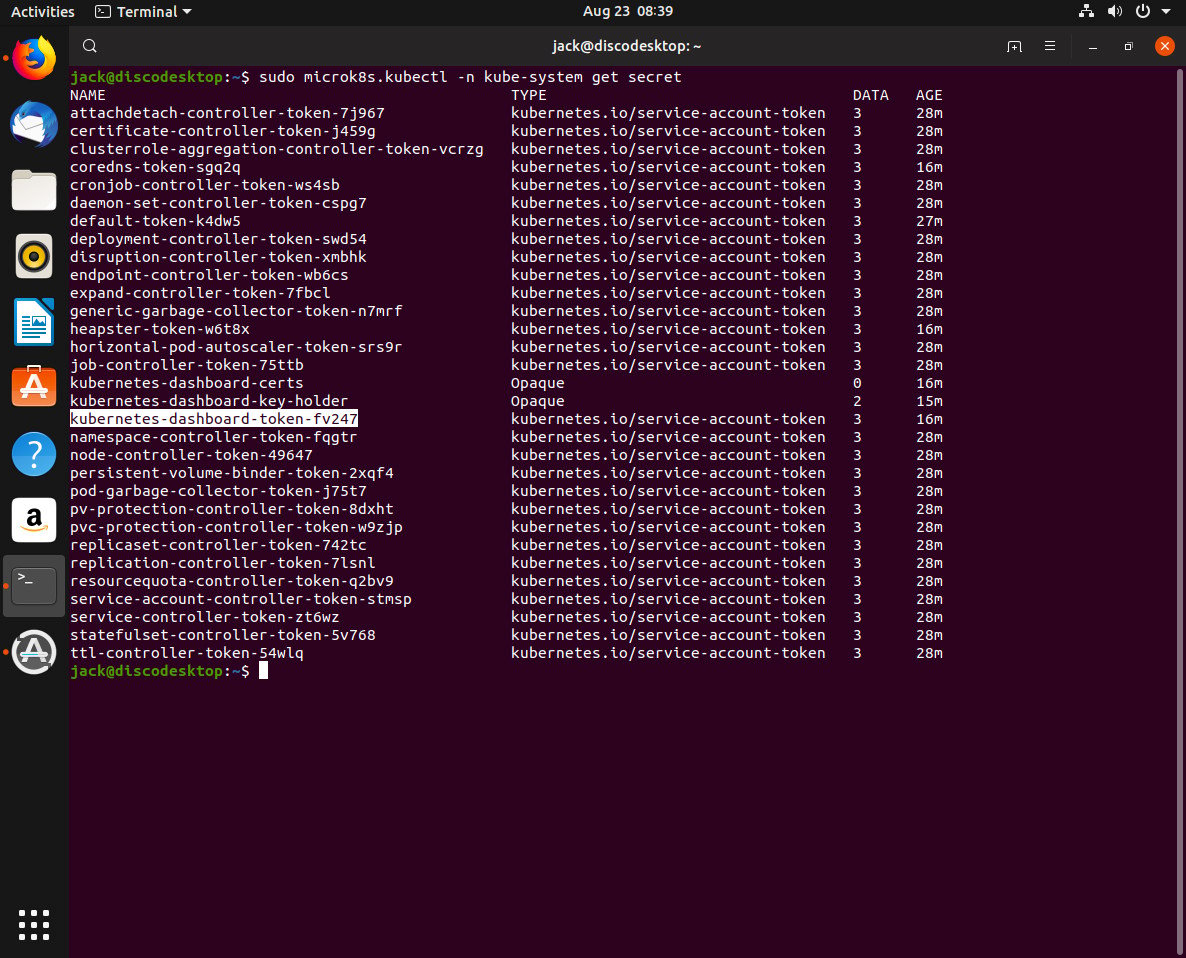 Activities Terminal Aug 23 08:39
jack@discodesktop: ~
jack@discodesktop:~$ sudo microk8s.kubectl -n kube-system get secret
NAME TYPE DATA AGE
attachdetach-controller-token-7j967 kubernetes.io/service-account-token 3 28m
certificate-controller-token-j459g kubernetes.io/service-account-token 3 28m
clusterrole-aggregation-controller-token-vcrzg kubernetes.io/service-account-token 3 28m
coredns-token-sgq2q kubernetes.io/service-account-token 3 16m
cronjob-controller-token-ws4sb kubernetes.io/service-account-token 3 28m
daemon-set-controller-token-cspg7 kubernetes.io/service-account-token 3 28m
default-token-k4dw5 kubernetes.io/service-account-token 3 27m
deployment-controller-token-swd54 kubernetes.io/service-account-token 3 28m
disruption-controller-token-xmbhk kubernetes.io/service-account-token 3 28m
endpoint-controller-token-wb6cs kubernetes.io/service-account-token 3 28m
expand-controller-token-7fbcl kubernetes.io/service-account-token 3 28m
generic-garbage-collector-token-n7mrf kubernetes.io/service-account-token 3 28m
heapster-token-w6t8x kubernetes.io/service-account-token 3 16m
horizontal-pod-autoscaler-token-srs9r kubernetes.io/service-account-token 3 28m
job-controller-token-75ttb kubernetes.io/service-account-token 3 28m
kubernetes-dashboard-certs Opaque 0 16m
kubernetes-dashboard-key-holder Opaque 2 15m
kubernetes-dashboard-token-fv247 kubernetes.io/service-account-token 3 16m
namespace-controller-token-fqgtr kubernetes.io/service-account-token 3 28m
node-controller-token-49647 kubernetes.io/service-account-token 3 28m
persistent-volume-binder-token-2xqf4 kubernetes.io/service-account-token 3 28m
pod-garbage-collector-token-j75t7 kubernetes.io/service-account-token 3 28m
pv-protection-controller-token-8dxht kubernetes.io/service-account-token 3 28m
pvc-protection-controller-token-w9zjp kubernetes.io/service-account-token 3 28m
replicaset-controller-token-742tc kubernetes.io/service-account-token 3 28m
replication-controller-token-7lsnl kubernetes.io/service-account-token 3 28m
resourcequota-controller-token-q2bv9 kubernetes.io/service-account-token 3 28m
service-account-controller-token-stmsp kubernetes.io/service-account-token 3 28m
service-controller-token-zt6wz kubernetes.io/service-account-token 3 28m
statefulset-controller-token-5v768 kubernetes.io/service-account-token 3 28m
ttl-controller-token-54wlq kubernetes.io/service-account-token 3 28m
jack@discodesktop:~$